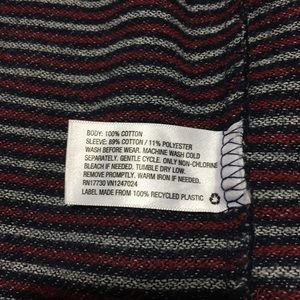 BODY: 100% COTTON
SLEEVE: 89% COTTON / 11% POLYESTER
WASH BEFORE WEAR. MACHINE WASH COLD
SEPARATELY. GENTLE CYCLE. ONLY NON-CHLORINE
BLEACH IF NEEDED. TUMBLE DRY LOW.
REMOVE PROMPTLY. WARM IRON IF NEEDED.
RN17730 VN1247024
LABEL MADE FROM 100% RECYCLED PLASTIC